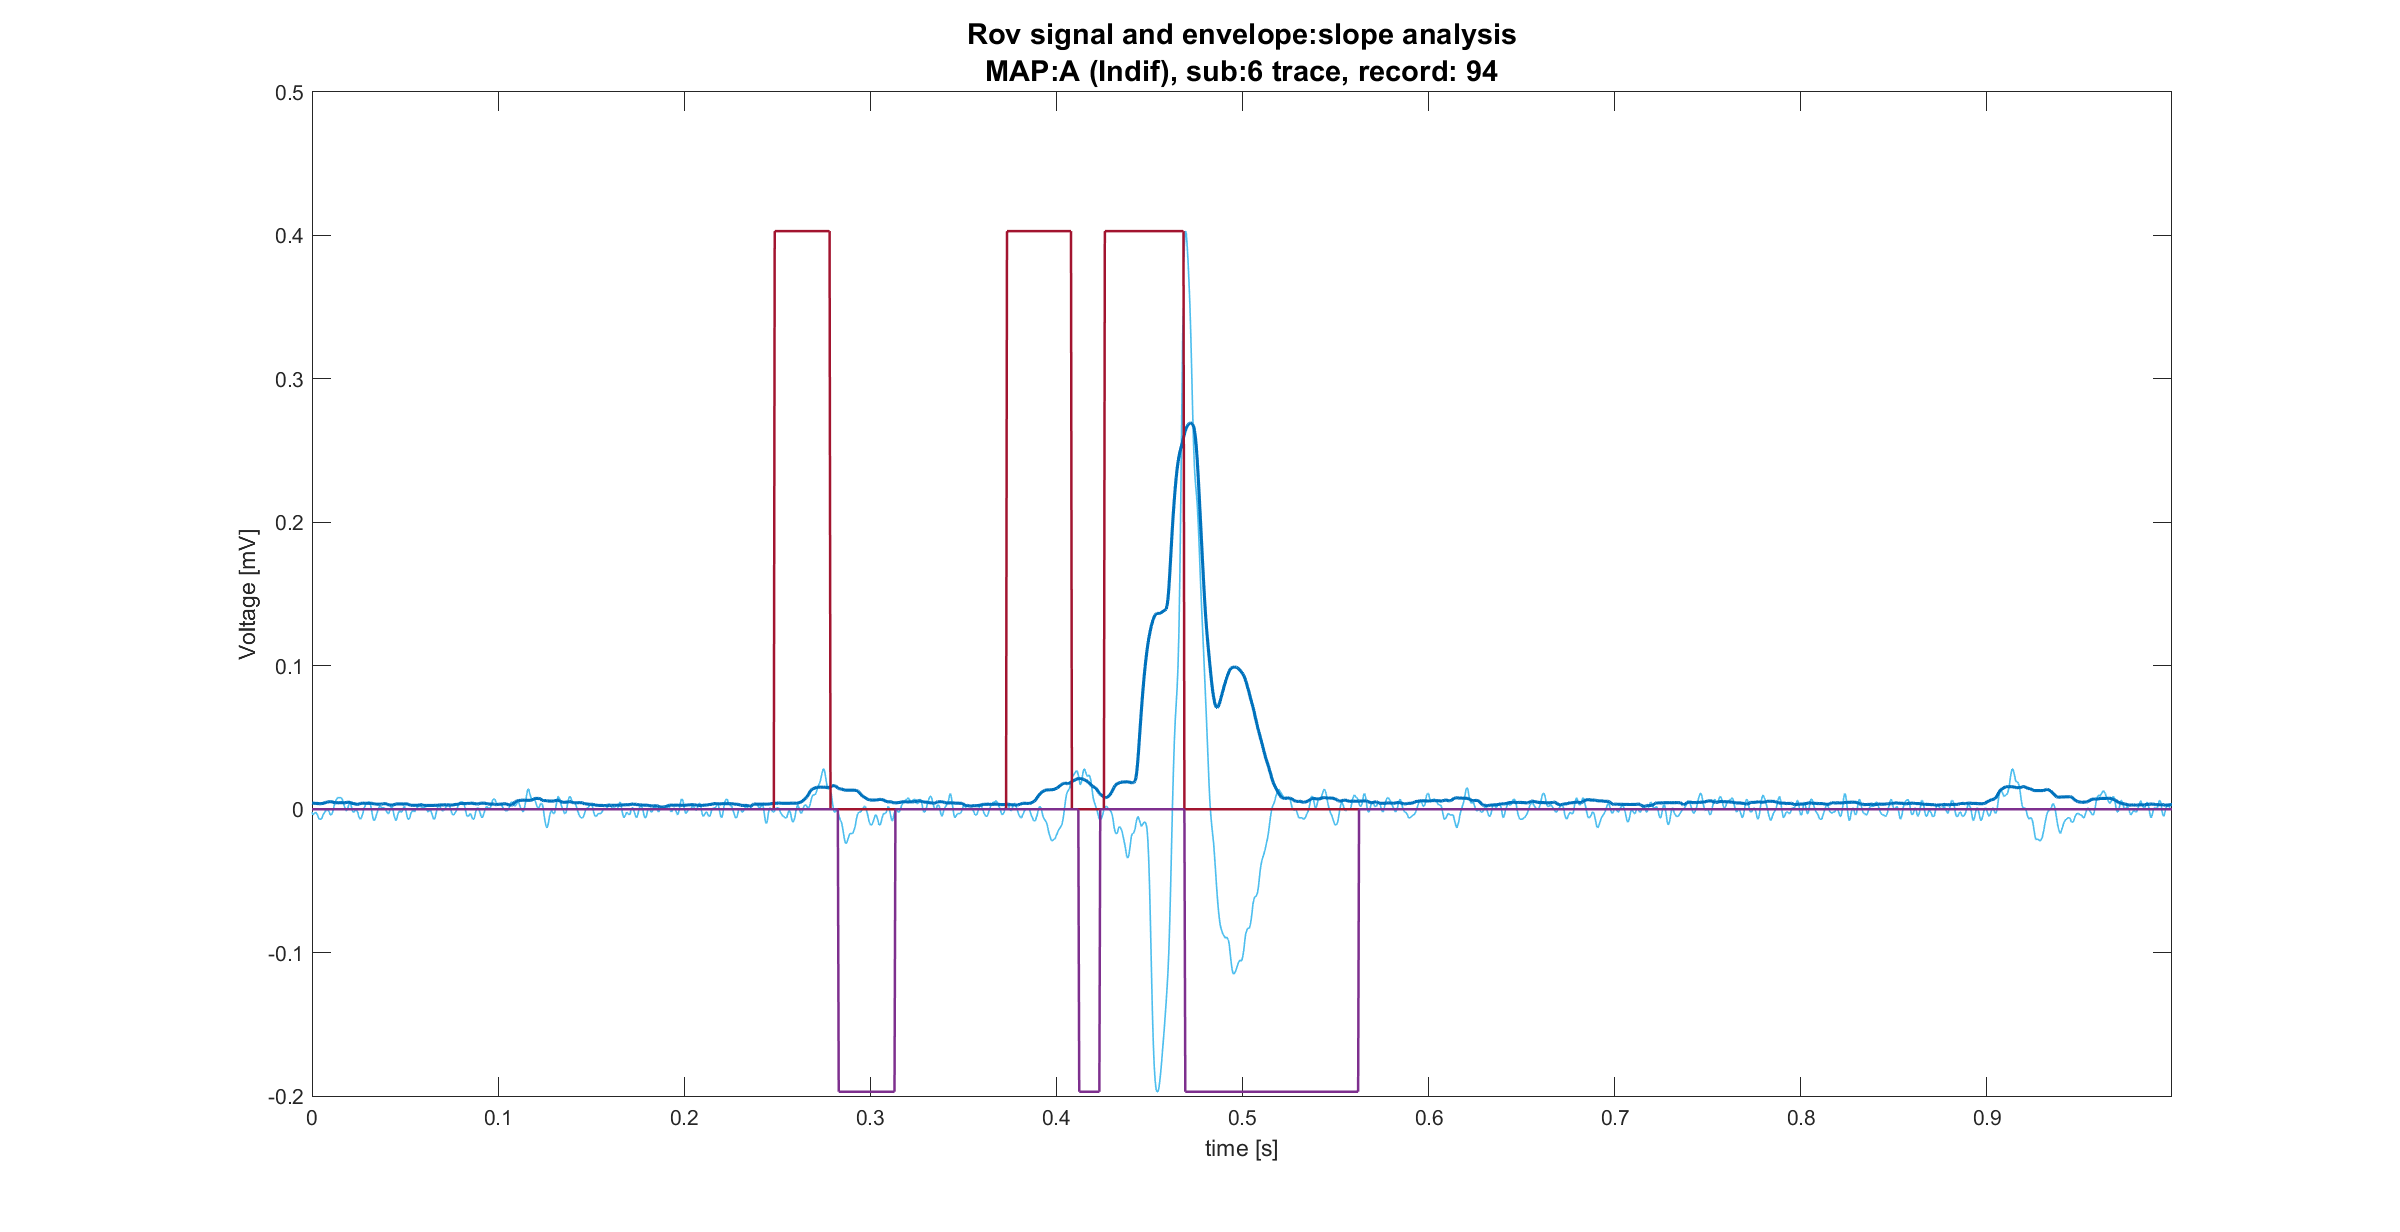 Rov signal and envelope:slope analysis
MAP:A (Indif), sub:6 trace, record: 94
0.5
0.4
0.3
0.2
0.1
0
-0.1
-0.2
Voltage [mV]
0 0.1 0.2 0.3 0.4 0.5 0.6 0.7 0.8 0.9
time [s]